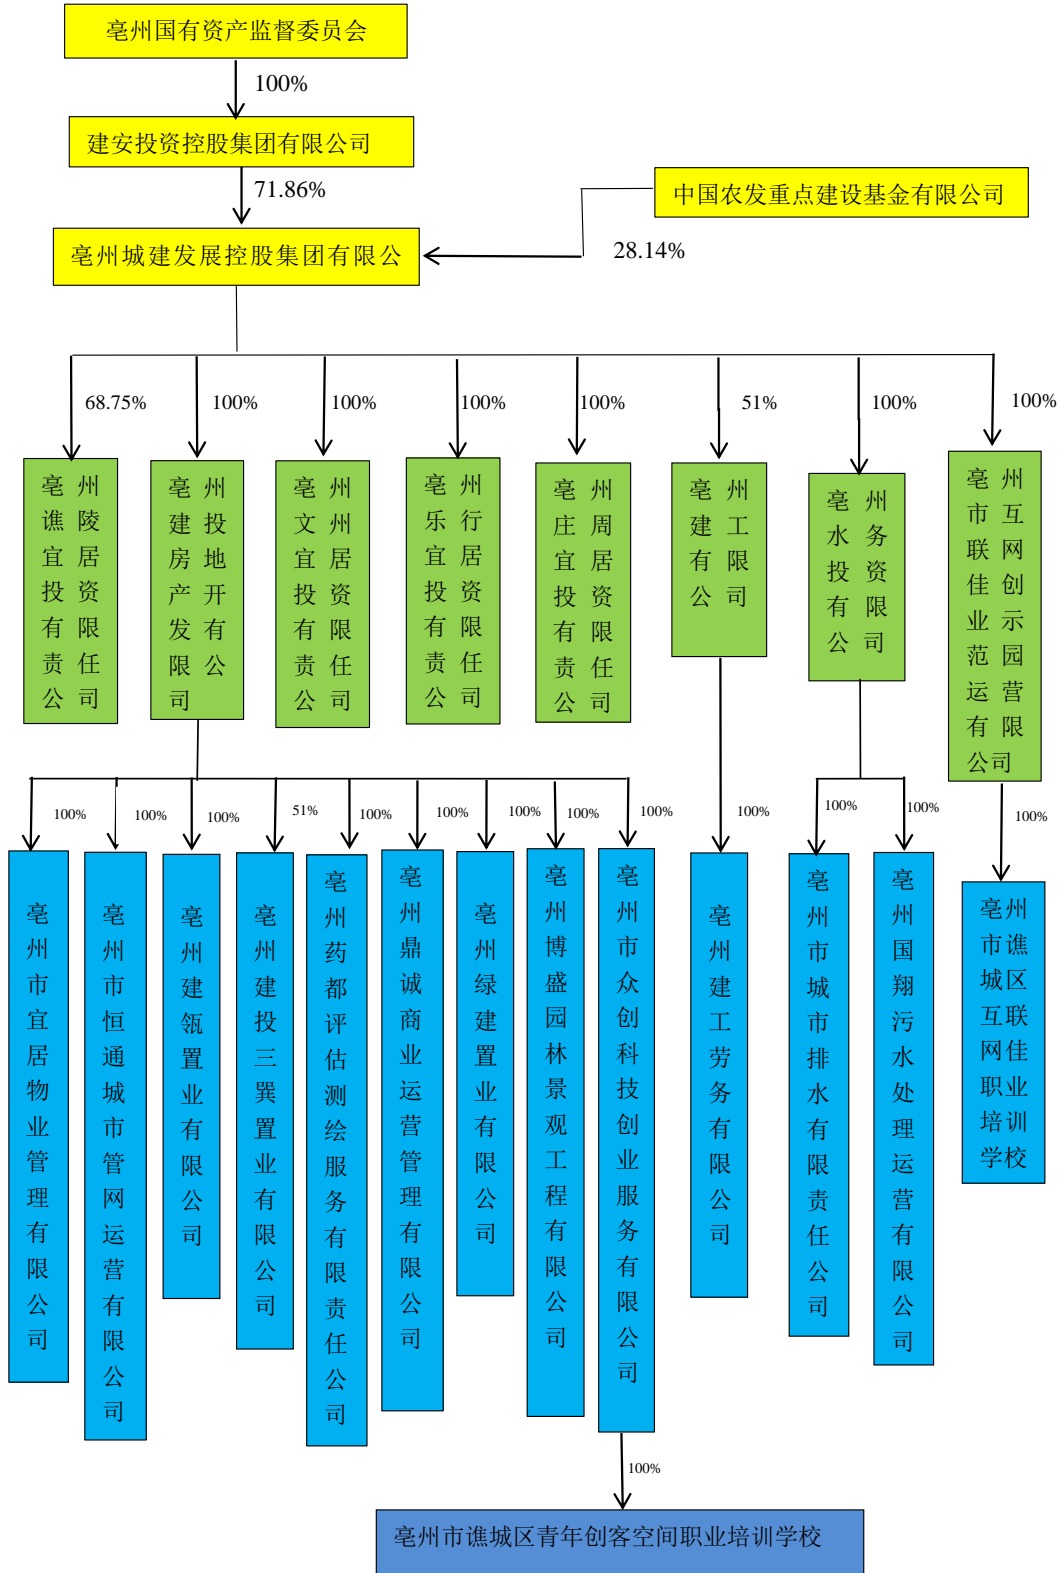 亳州国有资产监督委员会
100%
建安投资控股集团有限公司
71.86%
中国农发重点建设基金有限公司
28.14%
亳州城建发展控股集团有限公
68.75%
100%
100%
100%
100%
51%
100%
100%
亳州
谯陵
宜居
投资
有限
责任
公司
亳州
建投
房地
产开
发有
限公
司
亳州
文州
宜居
投资
有限
责任
公司
亳州
乐行
宜居
投资
有限
责任
公司
亳州
庄周
宜居
投资
有限
责任
公司
亳州
建工
有限
公司
亳州
水务
投资
有限
公司
亳州
市互
联网
佳创
业示
范园
运营
有限
公司
100%
100%
100%
51%
100%
100%
100%
100%
100%
100%
100%
100%
100%
亳州市宜居物业管理有限公司
亳州市恒通城市管网运营有限公司
亳州建瓴置业有限公司
亳州建投三巽置业有限公司
亳州药都评估测绘服务有限责任公司
亳州鼎诚商业运营管理有限公司
亳州绿建置业有限公司
亳州博盛园林景观工程有限公司
亳州市众创科技创业服务有限公司
亳州建工劳务有限公司
亳州市城市排水有限责任公司
亳州国翔污水处理运营有限公司
亳州
市谯
城区
互联
网佳
职业
培训
学校
100%
亳州市谯城区青年创客空间职业培训学校